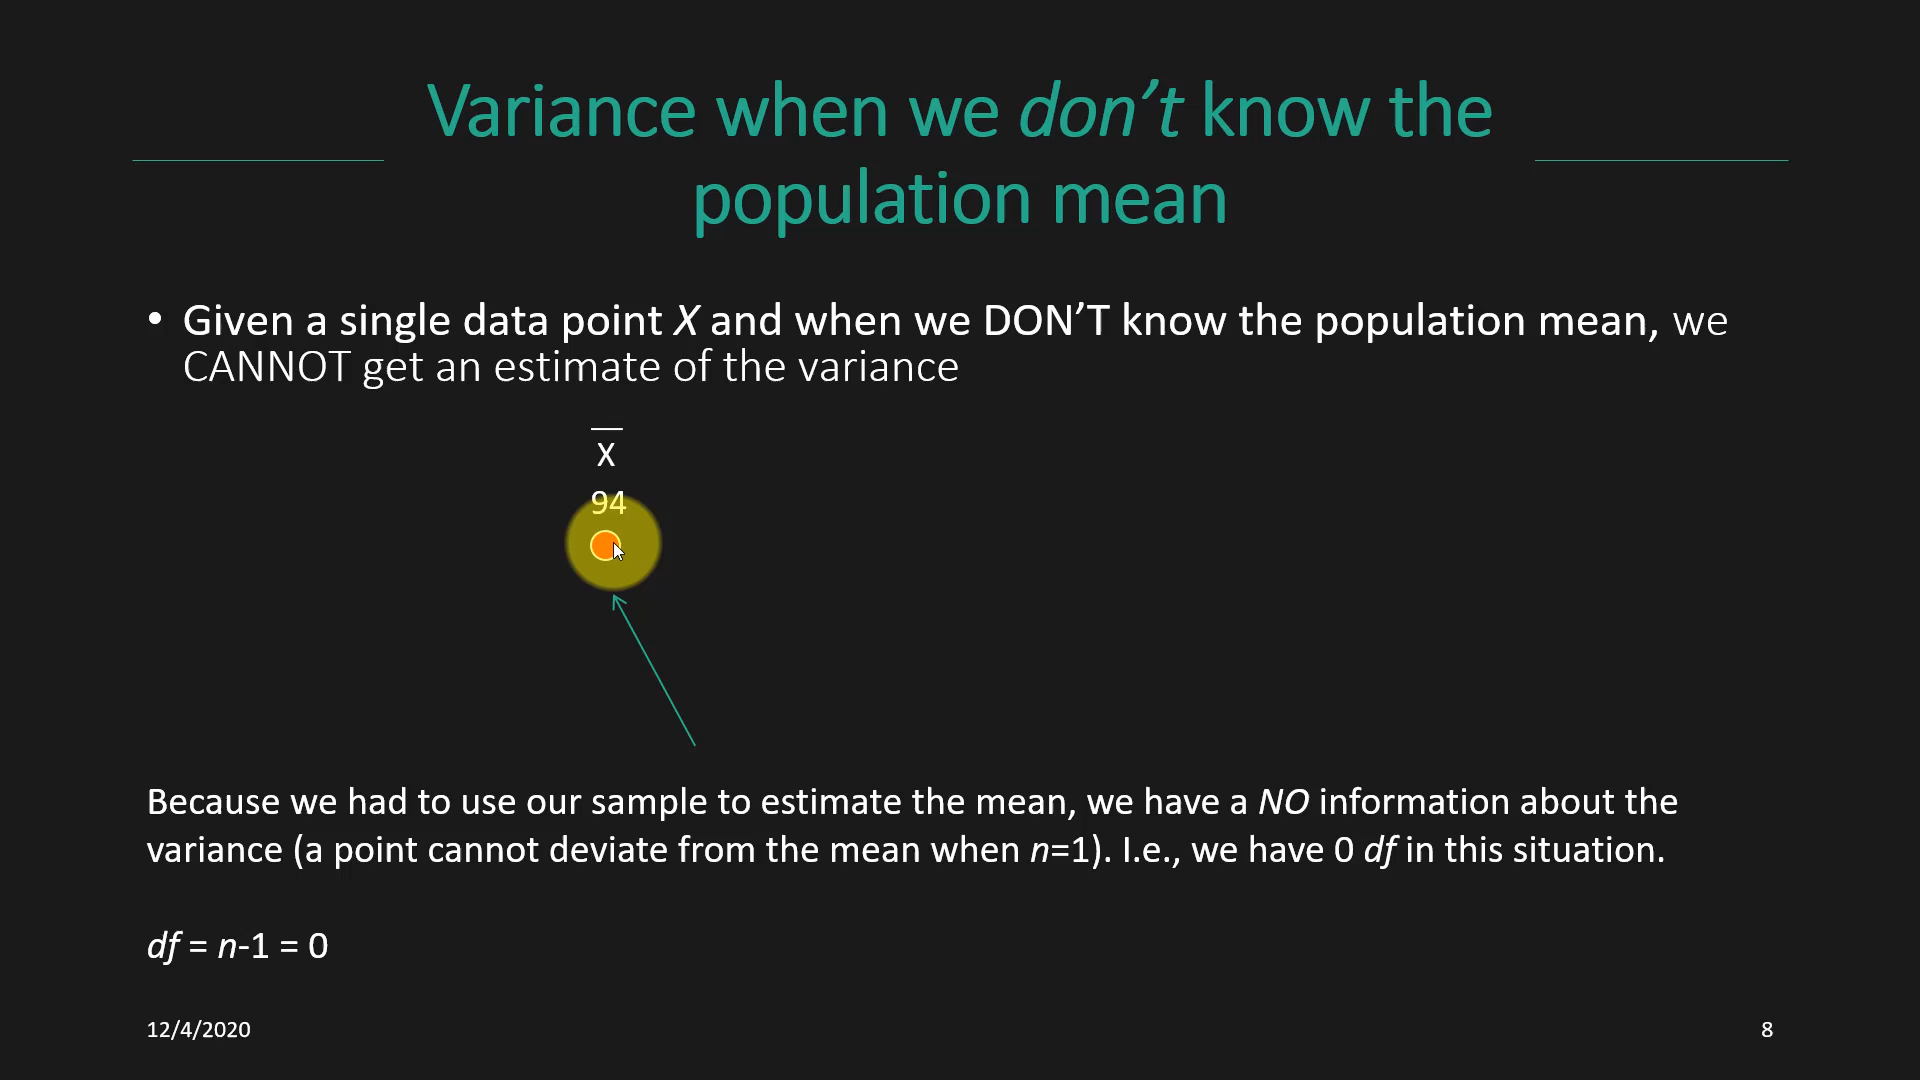 Variance when we don’t know the
population mean
• Given a single data point X and when we DON’T know the population mean, we
CANNOT get an estimate of the variance
X̅
94
Because we had to use our sample to estimate the mean, we have a NO information about the
variance (a point cannot deviate from the mean when n=1). I.e., we have 0 df in this situation.
df = n-1 = 0
12/4/2020
8